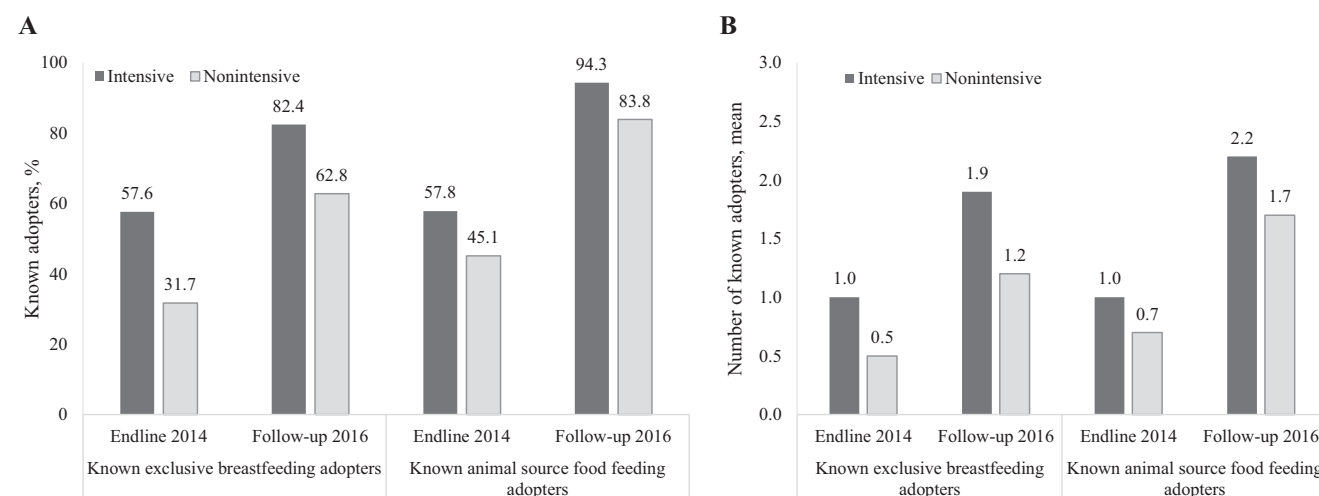 A
100
80
60
40
20
0
Known adopters, %
Intensive Nonintensive
57.6
31.7
82.4
62.8
57.8
45.1
94.3
83.8
Endline 2014 Follow-up 2016 Endline 2014 Follow-up 2016
Known exclusive breastfeeding adopters Known animal source food feeding
adopters
B
3.0
2.5
2.0
1.5
1.0
0.5
0.0
Number of known adopters, mean
Intensive Nonintensive
1.0
0.5
1.9
1.2
1.0
0.7
2.2
1.7
Endline 2014 Follow-up 2016 Endline 2014 Follow-up 2016
Known exclusive breastfeeding Known animal source food feeding
adopters adopters